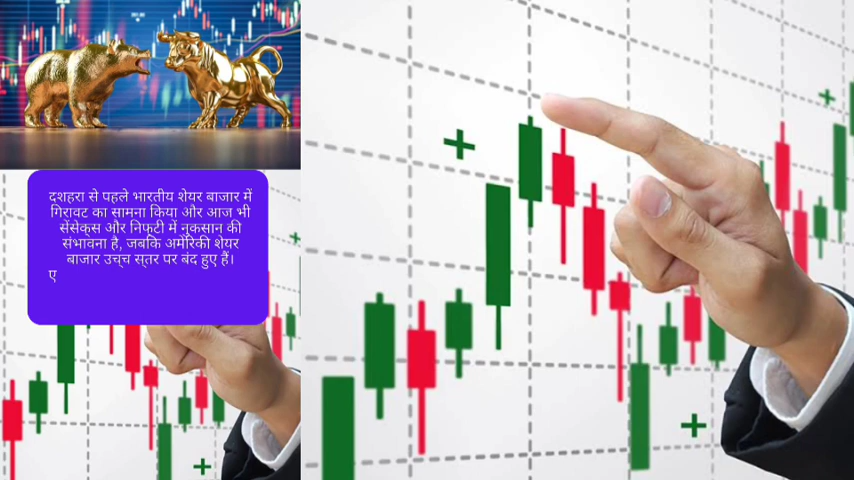 दशहरा से पहले भारतीय शेयर बाजार में
गिरावट का सामना किया और आज भी
सेंसेक्स और निफ्टी में नुकसान की
संभावना है, जबकि अमेरिकी शेयर
बाजार उच्च स्तर पर बंद हुए हैं।
ए